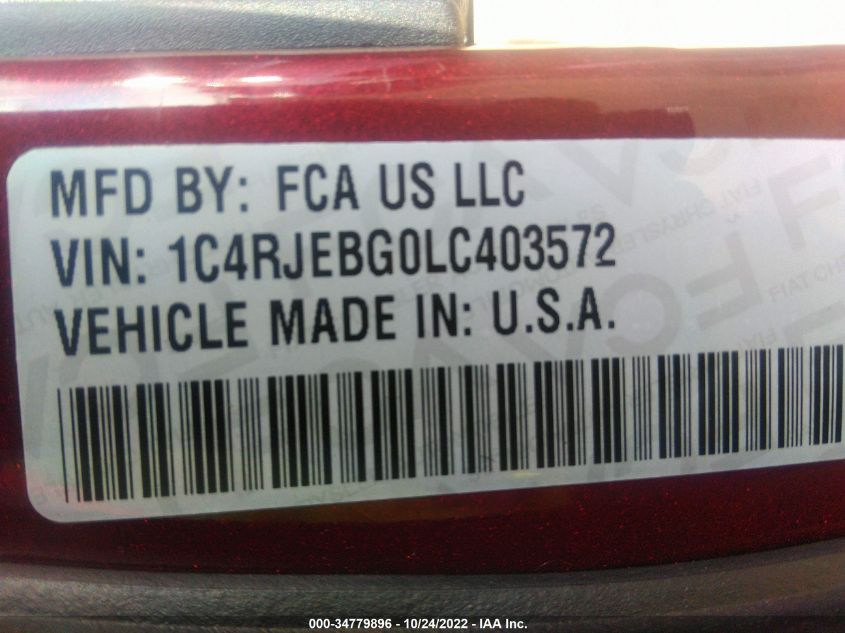 MFD BY: FCA US LLC
VIN: 1C4RJEBG0LC403572
VEHICLE MADE IN: U.S.A.
000-34779896 - 10/24/2022 - IAA Inc.